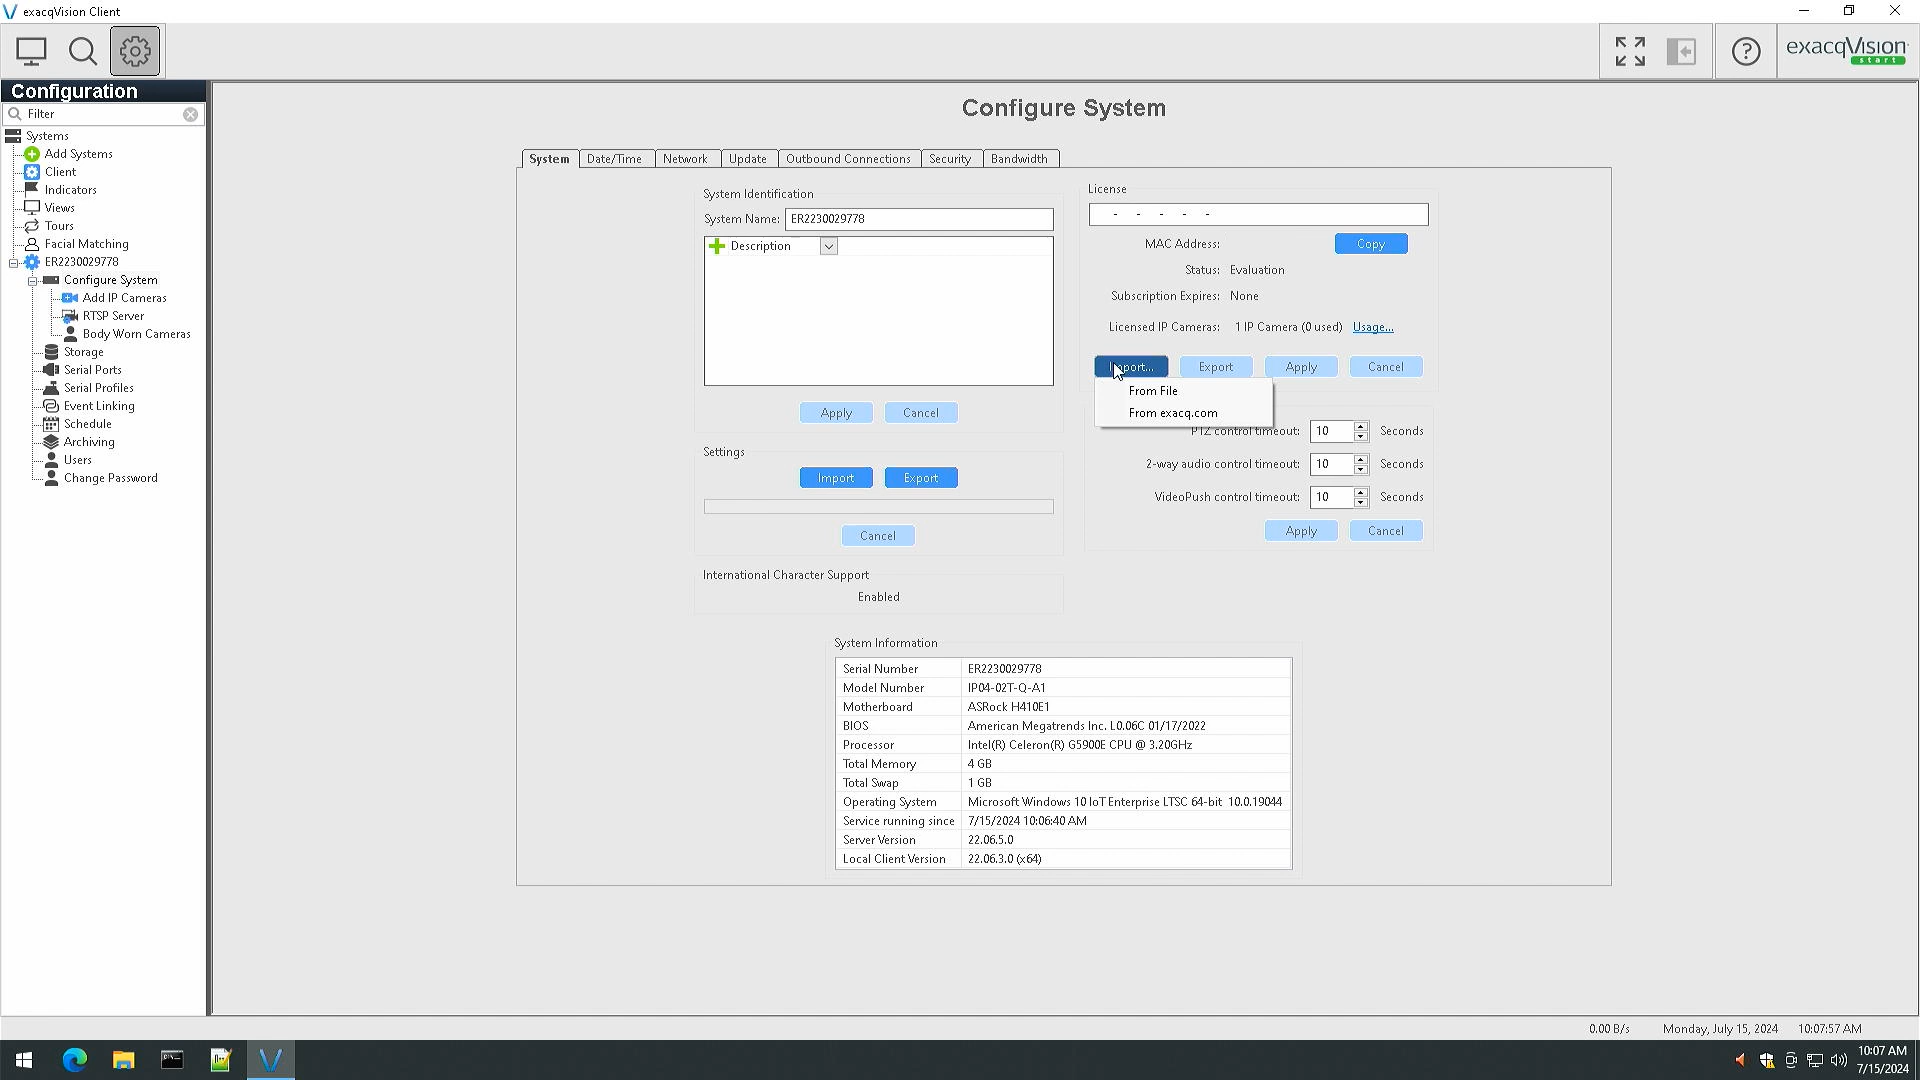 exacqVision Client
exacqVision
start
Configuration
Filter
Systems
Add Systems
Client
Indicators
Views
Tours
Facial Matching
ER2230029778
Configure System
Add IP Cameras
RTSP Server
Body Worn Cameras
Storage
Serial Ports
Serial Profiles
Event Linking
Schedule
Archiving
Users
Change Password
Configure System
System Date/Time Network Update Outbound Connections Security Bandwidth
System Identification
System Name: ER2230029778
Description
Apply Cancel
Settings
Import Export
Cancel
International Character Support
Enabled
License
- - - - -
MAC Address: Copy
Status: Evaluation
Subscription Expires: None
Licensed IP Cameras: 1 IP Camera (0 used) Usage...
Import... Export Apply Cancel
From File
From exacq.com
PTZ control timeout: 10 Seconds
2-way audio control timeout: 10 Seconds
VideoPush control timeout: 10 Seconds
Apply Cancel
System Information
Serial Number ER2230029778
Model Number IP04-02T-Q-A1
Motherboard ASRock H410E1
BIOS American Megatrends Inc. L0.06C 01/17/2022
Processor Intel(R) Celeron(R) G5900E CPU @ 3.20GHz
Total Memory 4 GB
Total Swap 1 GB
Operating System Microsoft Windows 10 IoT Enterprise LTSC 64-bit 10.0.19044
Service running since 7/15/2024 10:06:40 AM
Server Version 22.06.5.0
Local Client Version 22.06.3.0 (x64)
0.00 B/s Monday, July 15, 2024 10:07:57 AM
10:07 AM
7/15/2024